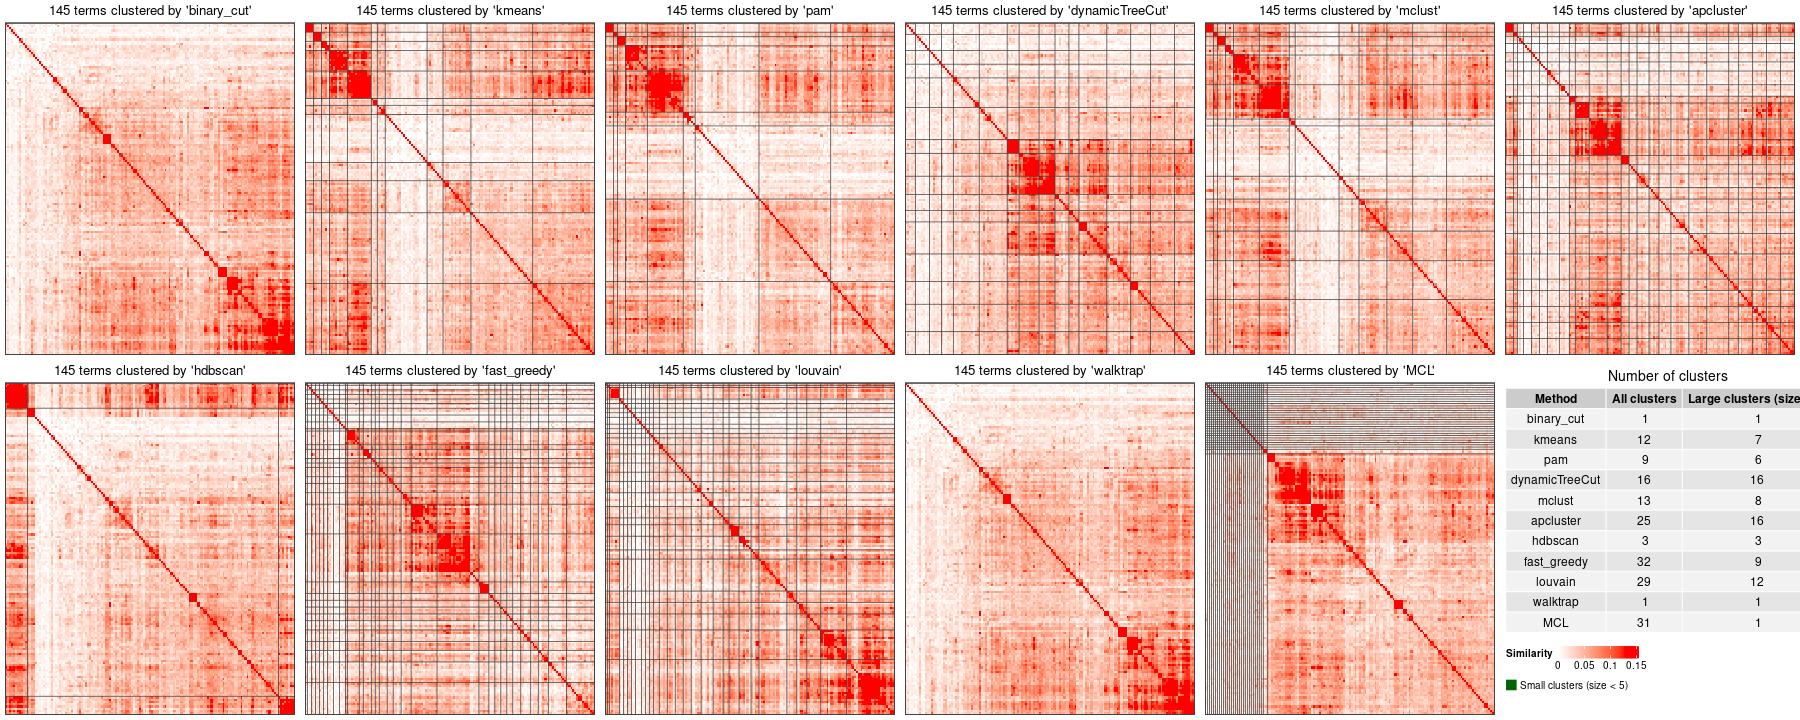 145 terms clustered by 'binary_cut'
145 terms clustered by 'kmeans'
145 terms clustered by 'pam'
145 terms clustered by 'dynamicTreeCut'
145 terms clustered by 'mclust'
145 terms clustered by 'apcluster'
145 terms clustered by 'hdbscan'
145 terms clustered by 'fast_greedy'
145 terms clustered by 'louvain'
145 terms clustered by 'walktrap'
145 terms clustered by 'MCL'
Number of clusters
Method All clusters Large clusters (size
binary_cut 1 1
kmeans 12 7
pam 9 6
dynamicTreeCut 16 16
mclust 13 8
apcluster 25 16
hdbscan 3 3
fast_greedy 32 9
louvain 29 12
walktrap 1 1
MCL 31 1
Similarity
0 0.05 0.1 0.15
Small clusters (size < 5)